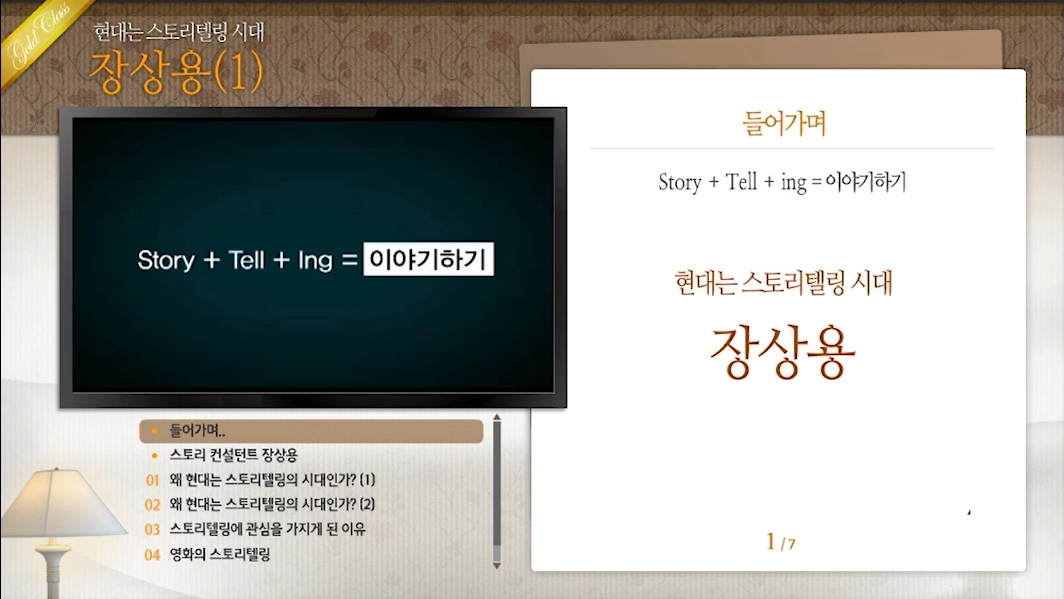 Gold Class
현대는 스토리텔링 시대
장상용(1)
Story + Tell + Ing = 이야기하기
들어가며..
스토리 컨설턴트 장상용
01 왜 현대는 스토리텔링의 시대인가? (1)
02 왜 현대는 스토리텔링의 시대인가? (2)
03 스토리텔링에 관심을 가지게 된 이유
04 영화의 스토리텔링
들어가며
Story + Tell + ing = 이야기하기
현대는 스토리텔링 시대
장상용
1 / 7